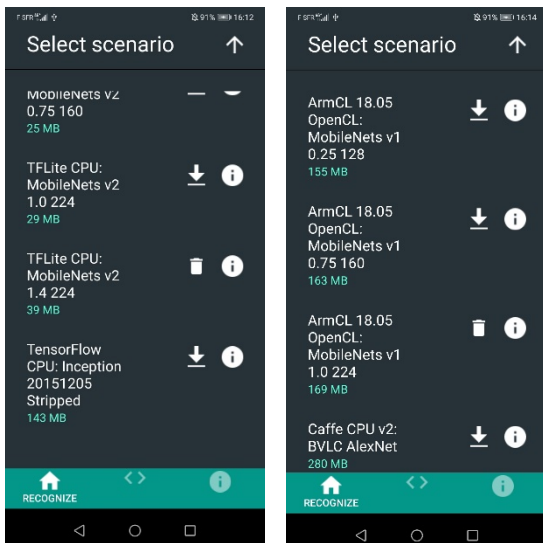 F SFR 91% 16:12
Select scenario
MobileNets v2
0.75 160
25 MB
TFLite CPU:
MobileNets v2
1.0 224
29 MB
TFLite CPU:
MobileNets v2
1.4 224
39 MB
TensorFlow
CPU: Inception
20151205
Stripped
143 MB
RECOGNIZE
F SFR 91% 16:14
Select scenario
ArmCL 18.05
OpenCL:
MobileNets v1
0.25 128
155 MB
ArmCL 18.05
OpenCL:
MobileNets v1
0.75 160
163 MB
ArmCL 18.05
OpenCL:
MobileNets v1
1.0 224
169 MB
Caffe CPU v2:
BVLC AlexNet
280 MB
RECOGNIZE